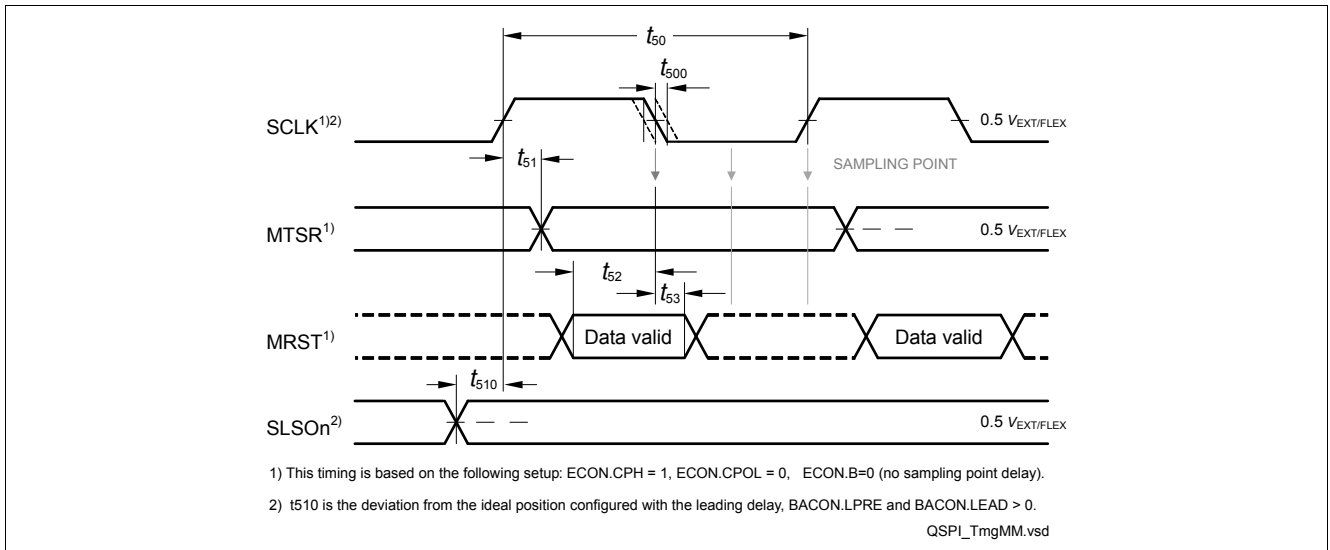 t50
t500
SCLK1)2)
0.5 VEXT/FLEX
t51
SAMPLING POINT
MTSR1)
0.5 VEXT/FLEX
t52
t53
MRST1)
Data valid
Data valid
t510
SLSOn2)
0.5 VEXT/FLEX
1) This timing is based on the following setup: ECON.CPH = 1, ECON.CPOL = 0, ECON.B=0 (no sampling point delay).
2) t510 is the deviation from the ideal position configured with the leading delay, BACON.LPRE and BACON.LEAD > 0.
QSPI_TmgMM.vsd